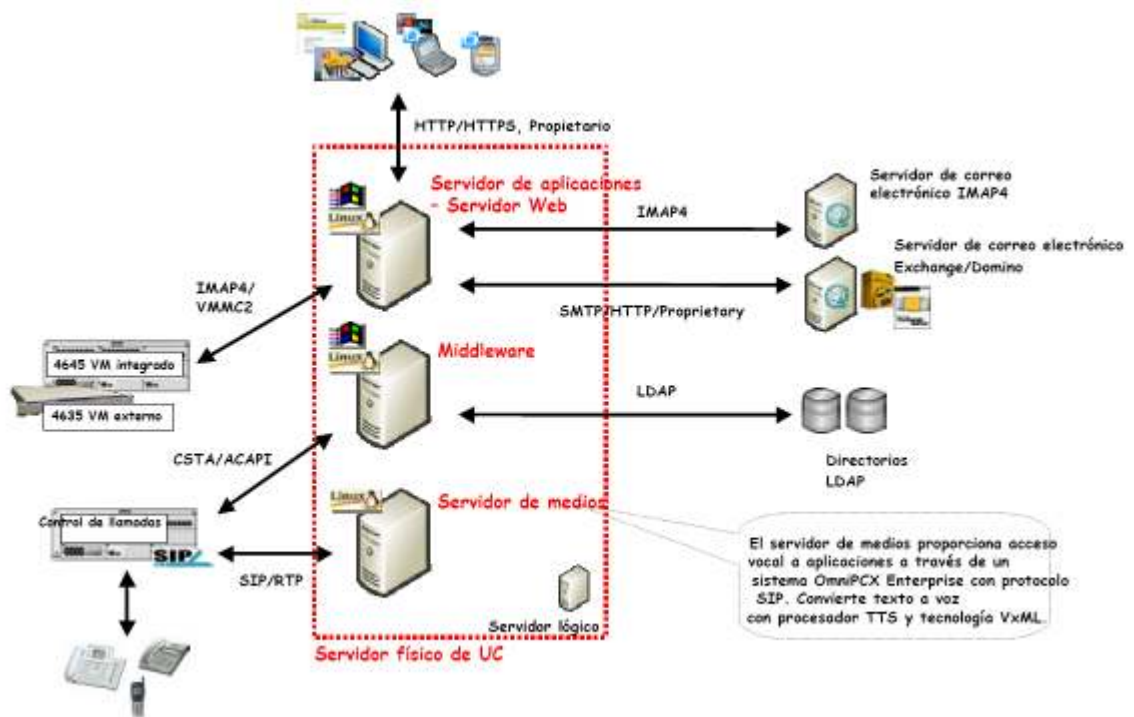 HTTP/HTTPS, Propietario
Servidor de aplicaciones
- Servidor Web
Linux
IMAP4
Servidor de correo
electrónico IMAP4
Servidor de correo electrónico
Exchange/Domino
SMTP/HTTP/Proprietary
IMAP4/
VMMC2
4645 VM integrado
4635 VM externo
Linux
Middleware
LDAP
Directorios
LDAP
CSTA/ACAPI
Linux
Servidor de medios
Control de llamadas
SIP
SIP/RTP
El servidor de medios proporciona acceso
vocal a aplicaciones a través de un
sistema OmniPCX Enterprise con protocolo
SIP. Convierte texto a voz
con procesador TTS y tecnología VxML.
Servidor lógico
Servidor físico de UC